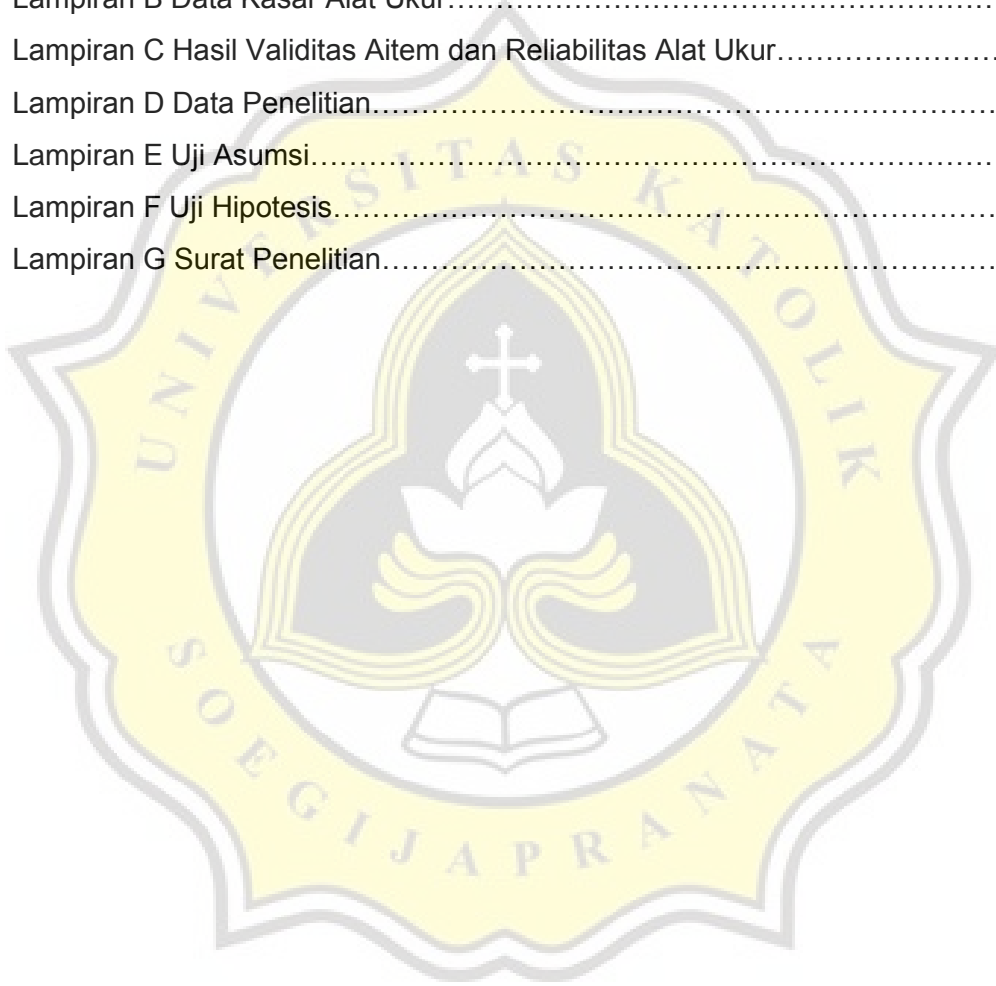 Lampiran B Data Kasar Alat Ukur……………………………………………………
Lampiran C Hasil Validitas Aitem dan Reliabilitas Alat Ukur……………………
Lampiran D Data Penelitian……………………………………………………………
Lampiran E Uji Asumsi…………………………………………………………………
Lampiran F Uji Hipotesis………………………………………………………………
Lampiran G Surat Penelitian……………………………………………………………
UNIVERSITAS KATOLIK
SOEGIJAPRANATA